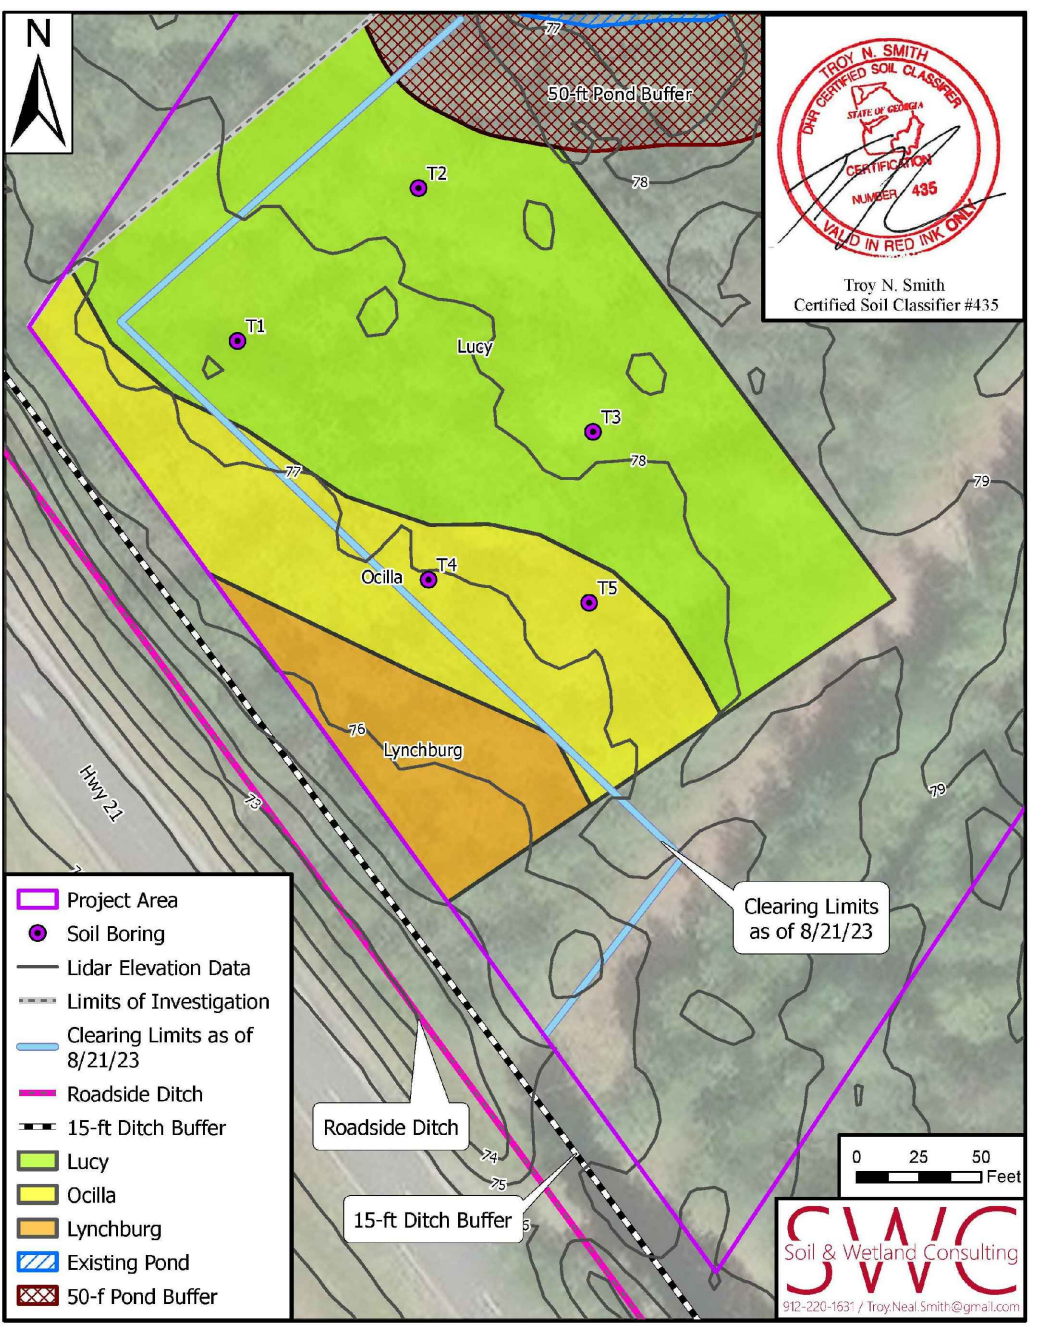 N
77
50-ft Pond Buffer
78
TROY N. SMITH
DHR CERTIFIED SOIL CLASSIFIER
STATE OF GEORGIA
CERTIFICATION
NUMBER 435
VALID IN RED INK ONLY
Troy N. Smith
Certified Soil Classifier #435
T2
T1
Lucy
T3
78
77
79
Ocilla
T4
T5
76
Lynchburg
Hwy 21
73
79
Clearing Limits
as of 8/21/23
Roadside Ditch
74
75
15-ft Ditch Buffer
Project Area
Soil Boring
Lidar Elevation Data
Limits of Investigation
Clearing Limits as of
8/21/23
Roadside Ditch
15-ft Ditch Buffer
Lucy
Ocilla
Lynchburg
Existing Pond
50-f Pond Buffer
0 25 50
Feet
SWC
Soil & Wetland Consulting
912-220-1631 / Troy.Neal.Smith@gmail.com